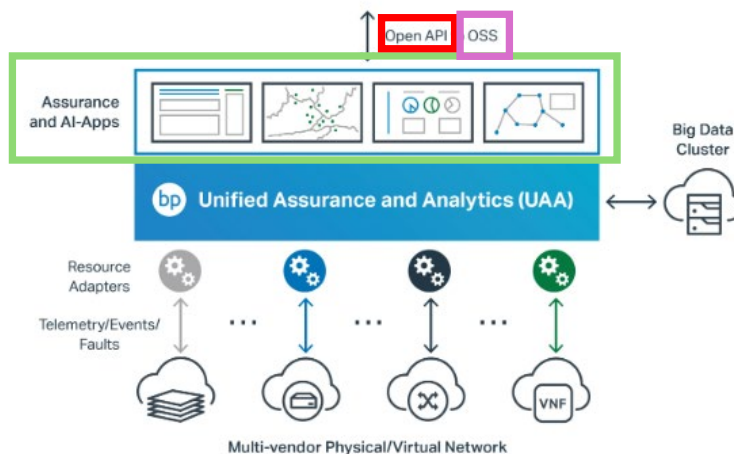 Open API OSS
Assurance
and AI-Apps
Big Data
Cluster
bp Unified Assurance and Analytics (UAA)
Resource
Adapters
Telemetry/Events/
Faults
... ... ...
VNF
Multi-vendor Physical/Virtual Network